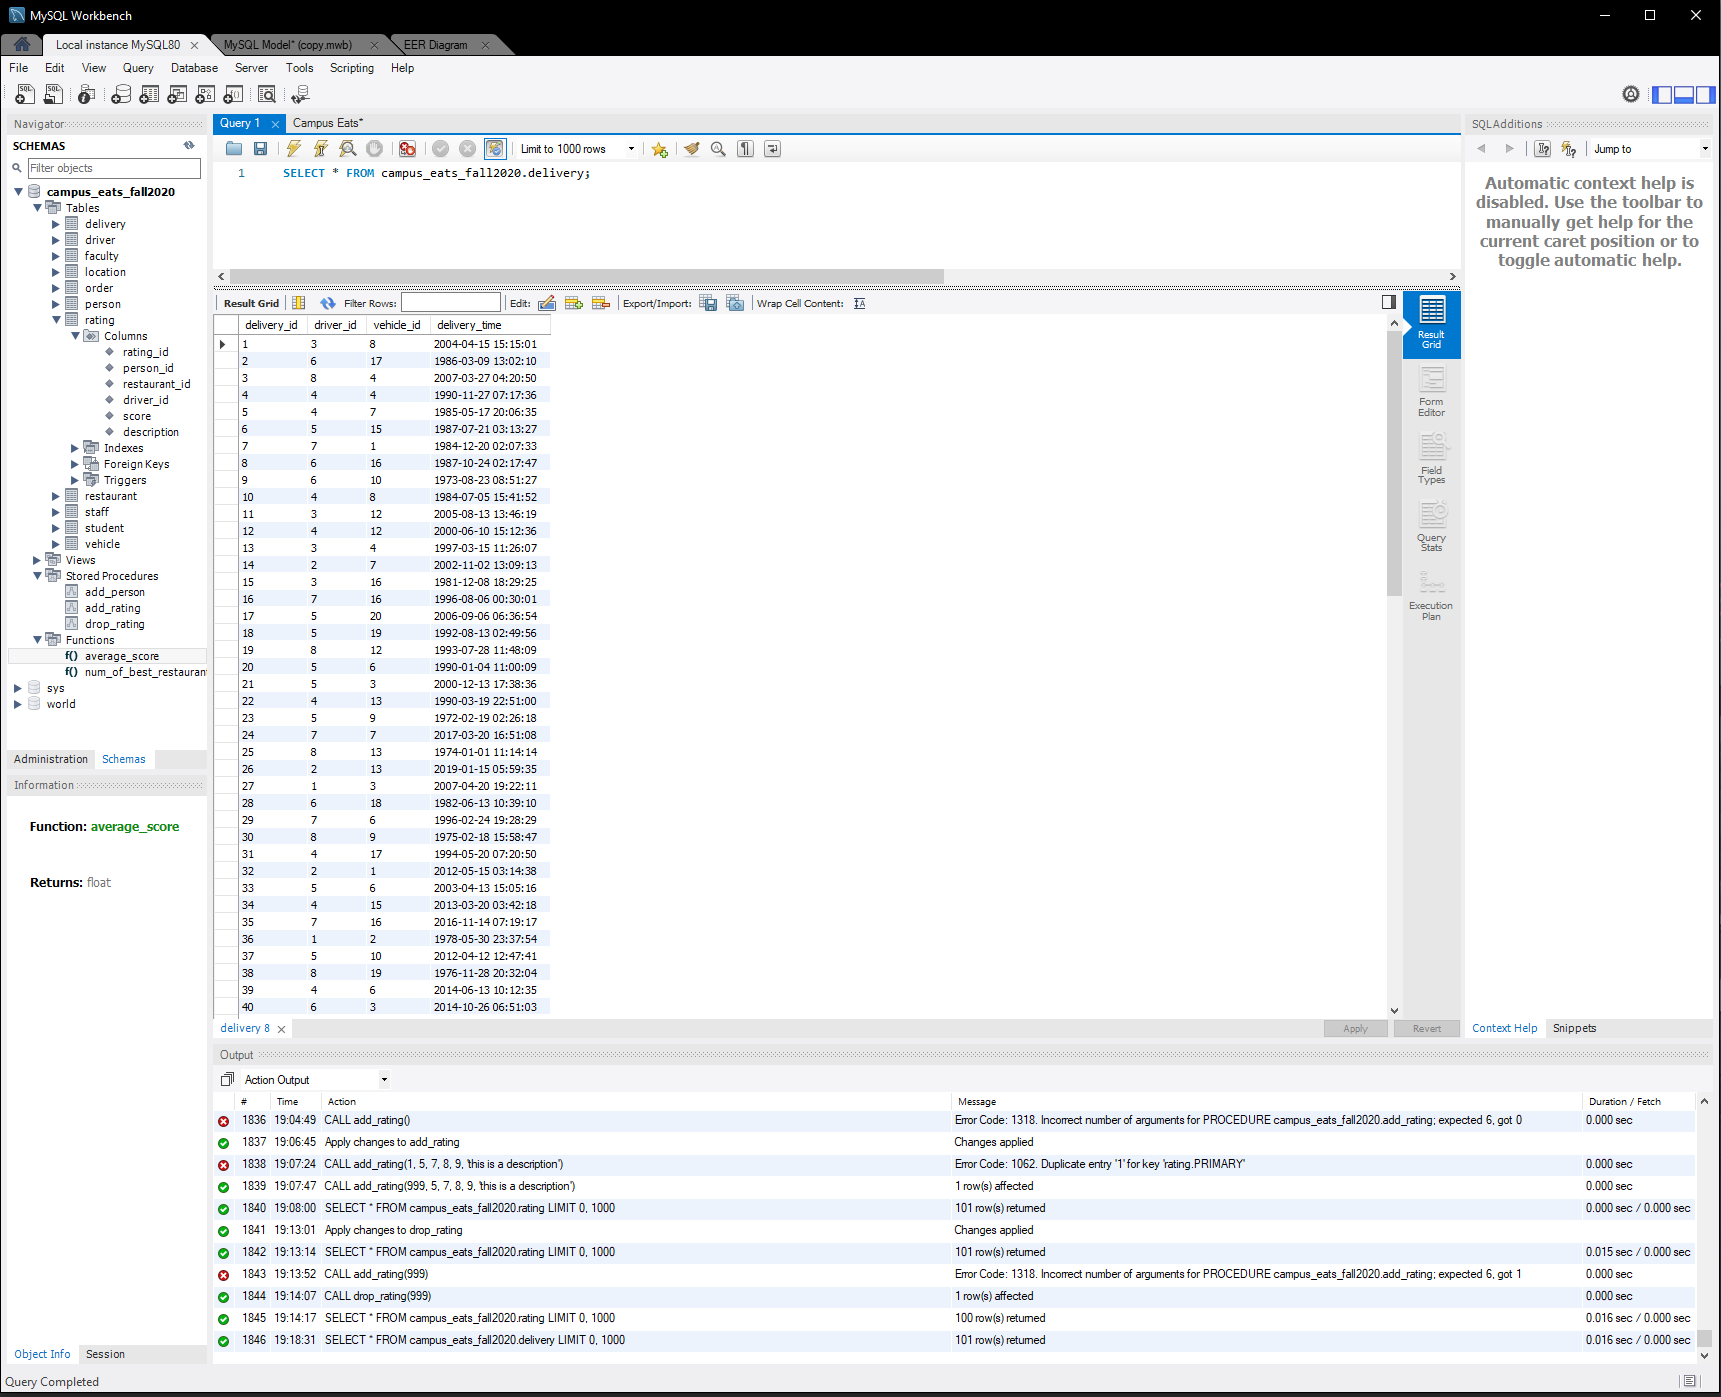 MySQL Workbench
Local instance MySQL80
MySQL Model* (copy.mwb)
EER Diagram
File Edit View Query Database Server Tools Scripting Help
Navigator
SCHEMAS
Filter objects
campus_eats_fall2020
Tables
delivery
driver
faculty
location
order
person
rating
Columns
rating_id
person_id
restaurant_id
driver_id
score
description
Indexes
Foreign Keys
Triggers
restaurant
staff
student
vehicle
Views
Stored Procedures
add_person
add_rating
drop_rating
Functions
f() average_score
f() num_of_best_restaurant
sys
world
Administration Schemas
Information
Function: average_score
Returns: float
Object Info Session
Query 1
Campus Eats*
Limit to 1000 rows
1 SELECT * FROM campus_eats_fall2020.delivery;
Result Grid Filter Rows: Edit: Export/Import: Wrap Cell Content:
delivery_id driver_id vehicle_id delivery_time
1 3 8 2004-04-15 15:15:01
2 6 17 1986-03-09 13:02:10
3 8 4 2007-03-27 04:20:50
4 4 4 1990-11-27 07:17:36
5 4 7 1985-05-17 20:06:35
6 5 15 1987-07-21 03:13:27
7 7 1 1984-12-20 02:07:33
8 6 16 1987-10-24 02:17:47
9 6 10 1973-08-23 08:51:27
10 4 8 1984-07-05 15:41:52
11 3 12 2005-08-13 13:46:19
12 4 12 2000-06-10 15:12:36
13 3 4 1997-03-15 11:26:07
14 2 7 2002-11-02 13:09:13
15 3 16 1981-12-08 18:29:25
16 7 16 1996-08-06 00:30:01
17 5 20 2006-09-06 06:36:54
18 5 19 1992-08-13 02:49:56
19 8 12 1993-07-28 11:48:09
20 5 6 1990-01-04 11:00:09
21 5 3 2000-12-13 17:38:36
22 4 13 1990-03-19 22:51:00
23 5 9 1972-02-19 02:26:18
24 7 7 2017-03-20 16:51:08
25 8 13 1974-01-01 11:14:14
26 2 13 2019-01-15 05:59:35
27 1 3 2007-04-20 19:22:11
28 6 18 1982-06-13 10:39:10
29 7 6 1996-02-24 19:28:29
30 8 9 1975-02-18 15:58:47
31 4 17 1994-05-20 07:20:50
32 2 1 2012-05-15 03:14:38
33 5 6 2003-04-13 15:05:16
34 4 15 2013-03-20 03:42:18
35 7 16 2016-11-14 07:19:17
36 1 2 1978-05-30 23:37:54
37 5 10 2012-04-12 12:47:41
38 8 19 1976-11-28 20:32:04
39 4 6 2014-06-13 10:12:35
40 6 3 2014-10-26 06:51:03
Result
Grid
Form
Editor
Field
Types
Query
Stats
Execution
Plan
delivery 8
Apply Revert
SQLAdditions
Jump to
Automatic context help is
disabled. Use the toolbar to
manually get help for the
current caret position or to
toggle automatic help.
Context Help Snippets
Output
Action Output
# Time Action Message Duration / Fetch
1836 19:04:49 CALL add_rating() Error Code: 1318. Incorrect number of arguments for PROCEDURE campus_eats_fall2020.add_rating; expected 6, got 0 0.000 sec
1837 19:06:45 Apply changes to add_rating Changes applied
1838 19:07:24 CALL add_rating(1, 5, 7, 8, 9, 'this is a description') Error Code: 1062. Duplicate entry '1' for key 'rating.PRIMARY' 0.000 sec
1839 19:07:47 CALL add_rating(999, 5, 7, 8, 9, 'this is a description') 1 row(s) affected 0.000 sec
1840 19:08:00 SELECT * FROM campus_eats_fall2020.rating LIMIT 0, 1000 101 row(s) returned 0.000 sec / 0.000 sec
1841 19:13:01 Apply changes to drop_rating Changes applied
1842 19:13:14 SELECT * FROM campus_eats_fall2020.rating LIMIT 0, 1000 101 row(s) returned 0.015 sec / 0.000 sec
1843 19:13:52 CALL add_rating(999) Error Code: 1318. Incorrect number of arguments for PROCEDURE campus_eats_fall2020.add_rating; expected 6, got 1 0.000 sec
1844 19:14:07 CALL drop_rating(999) 1 row(s) affected 0.000 sec
1845 19:14:17 SELECT * FROM campus_eats_fall2020.rating LIMIT 0, 1000 100 row(s) returned 0.016 sec / 0.000 sec
1846 19:18:31 SELECT * FROM campus_eats_fall2020.delivery LIMIT 0, 1000 101 row(s) returned 0.016 sec / 0.000 sec
Query Completed